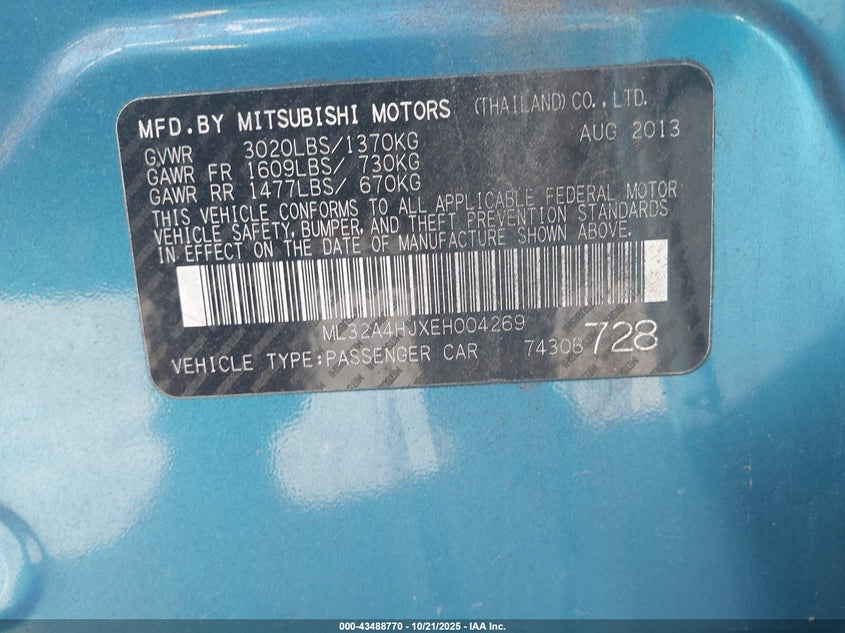 MFD.BY MITSUBISHI MOTORS (THAILAND) CO., LTD.
AUG 2013
GVWR 3020LBS/1370KG
GAWR FR 1609LBS/ 730KG
GAWR RR 1477LBS/ 670KG
THIS VEHICLE CONFORMS TO ALL APPLICABLE FEDERAL MOTOR
VEHICLE SAFETY, BUMPER, AND THEFT PREVENTION STANDARDS
IN EFFECT ON THE DATE OF MANUFACTURE SHOWN ABOVE.
ML32A4HJXEH004269
VEHICLE TYPE:PASSENGER CAR 7430B 728
000-43488770 - 10/21/2025 - IAA Inc.